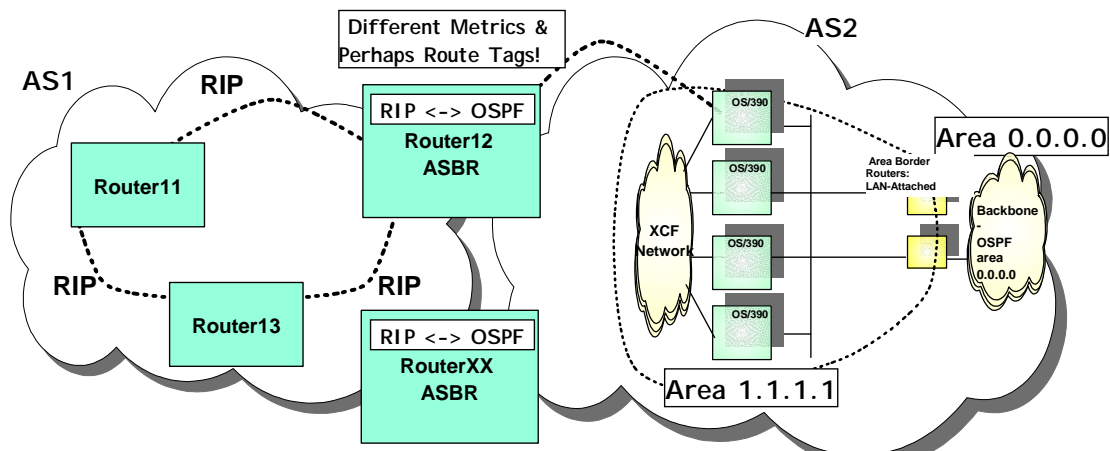 Different Metrics &
Perhaps Route Tags!
AS1
RIP
AS2
RIP <-> OSPF
Router12
ASBR
Router11
RIP
RIP
Router13
RIP <-> OSPF
RouterXX
ASBR
OS/390
OS/390
OS/390
OS/390
XCF
Network
Area 1.1.1.1
Area Border
Routers:
LAN-Attached
Area 0.0.0.0
Backbone
OSPF
area
0.0.0.0